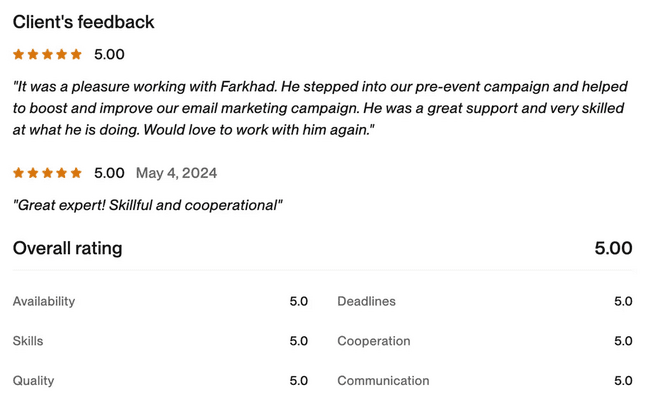 Client's feedback
5.00
"It was a pleasure working with Farkhad. He stepped into our pre-event campaign and helped
to boost and improve our email marketing campaign. He was a great support and very skilled
at what he is doing. Would love to work with him again."
5.00 May 4, 2024
"Great expert! Skillful and cooperational"
Overall rating 5.00
Availability 5.0 Deadlines 5.0
Skills 5.0 Cooperation 5.0
Quality 5.0 Communication 5.0